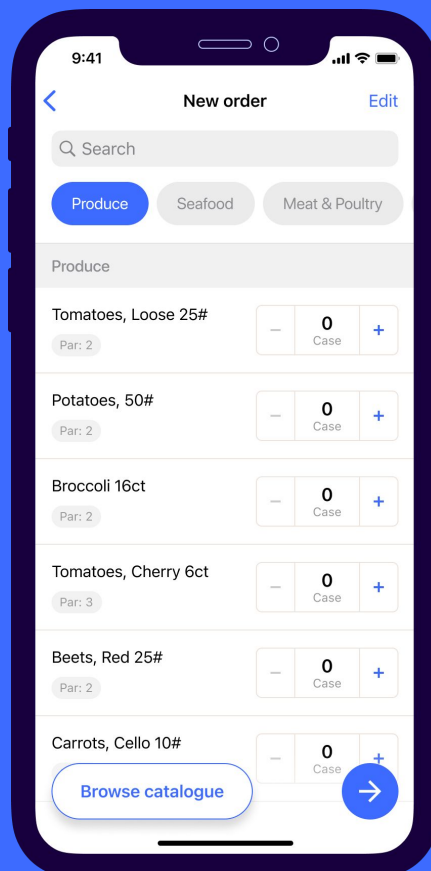 9:41
New order
Edit
Search
Produce
Seafood
Meat & Poultry
Produce
Tomatoes, Loose 25#
Par: 2
0
Case
Potatoes, 50#
Par: 2
0
Case
Broccoli 16ct
Par: 2
0
Case
Tomatoes, Cherry 6ct
Par: 3
0
Case
Beets, Red 25#
Par: 2
0
Case
Carrots, Cello 10#
0
Case
Browse catalogue